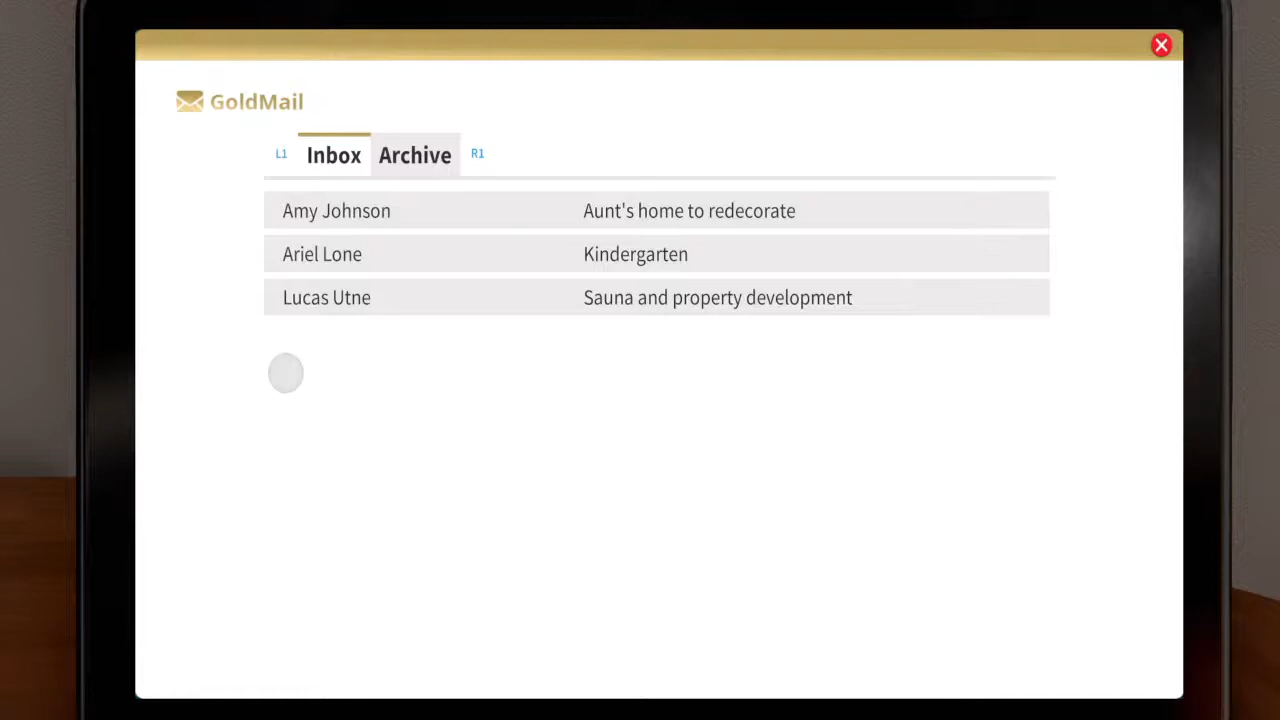 GoldMail
L1 Inbox Archive R1
Amy Johnson Aunt's home to redecorate
Ariel Lone Kindergarten
Lucas Utne Sauna and property development